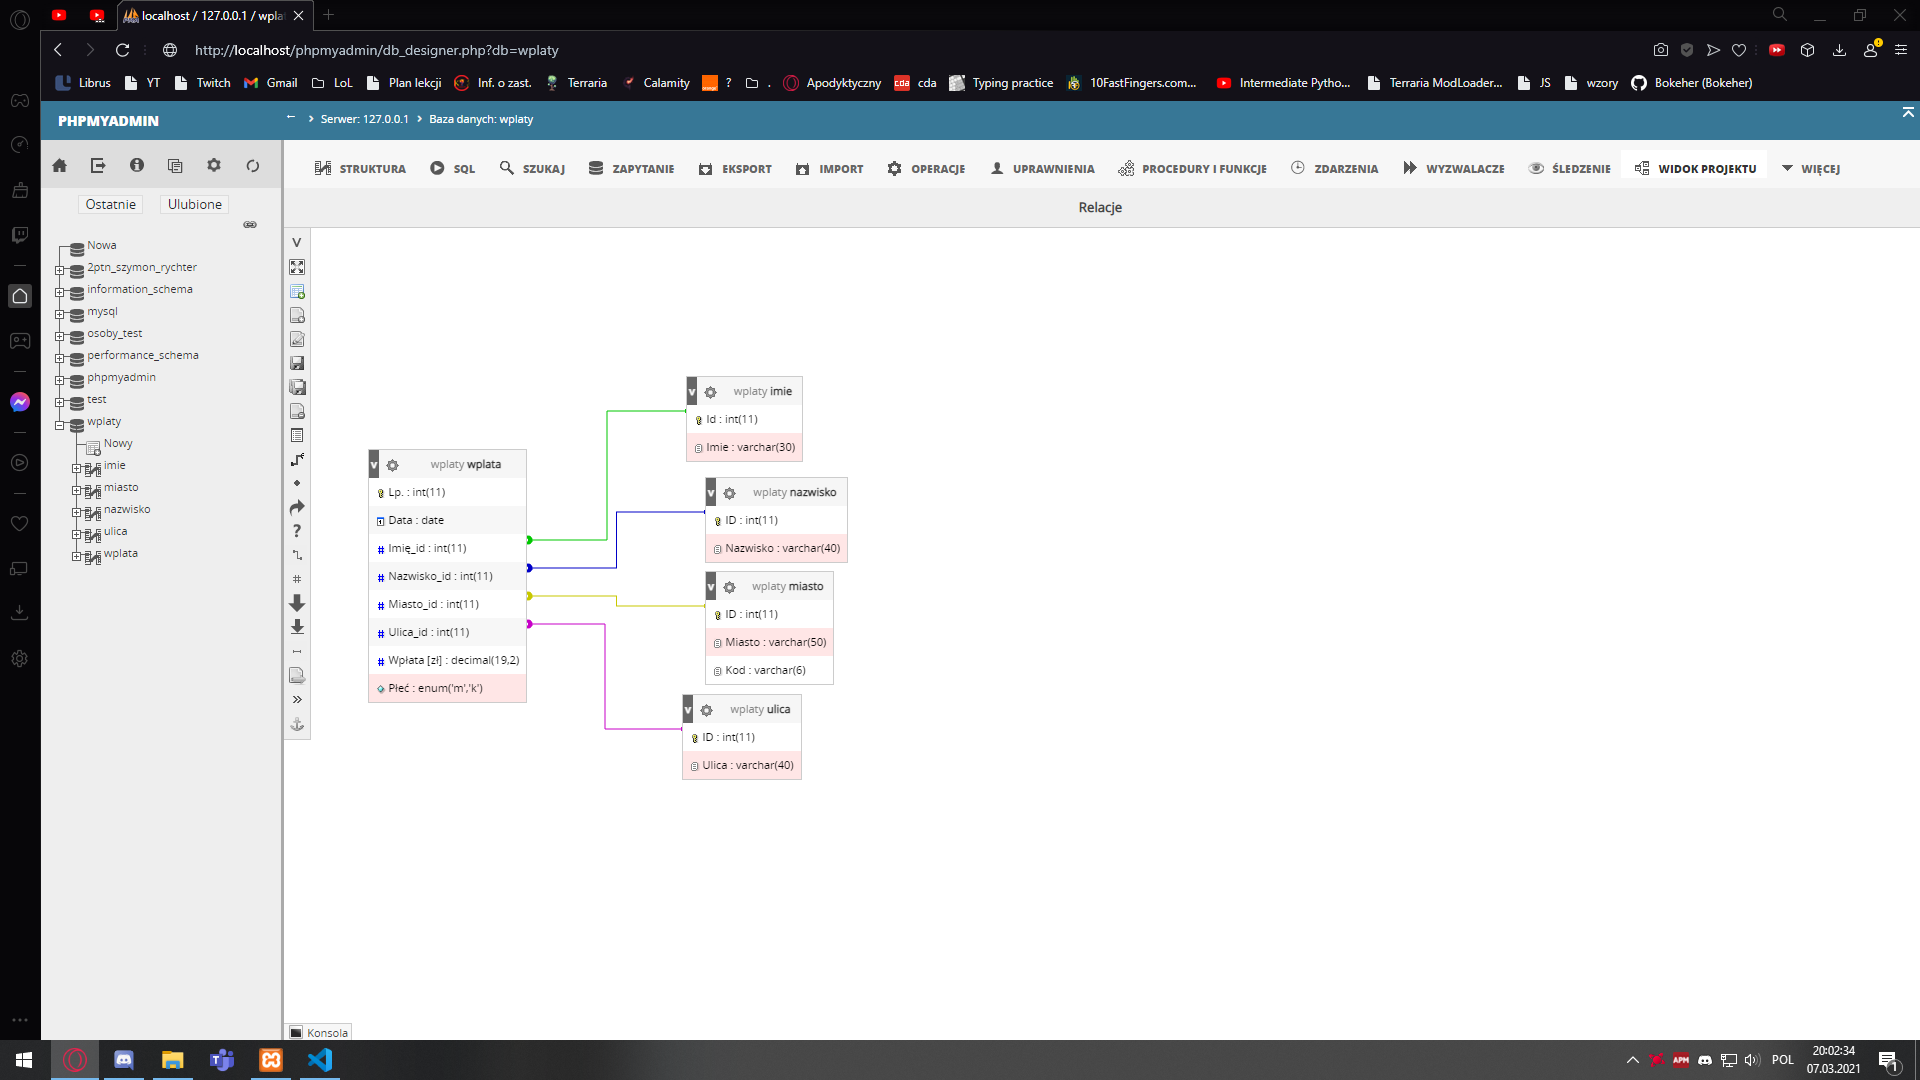 localhost / 127.0.0.1 / wpla
http://localhost/phpmyadmin/db_designer.php?db=wplaty
Librus YT Twitch Gmail LoL Plan lekcji Inf. o zast. Terraria Calamity ? . Apodyktyczny cda Typing practice 10FastFingers.com... Intermediate Pytho... Terraria ModLoader... JS wzory Bokeher (Bokeher)
PHPMYADMIN
Serwer: 127.0.0.1 Baza danych: wplaty
STRUKTURA SQL SZUKAJ ZAPYTANIE EKSPORT IMPORT OPERACJE UPRAWNIENIA PROCEDURY I FUNKCJE ZDARZENIA WYZWALACZE ŚLEDZENIE WIDOK PROJEKTU WIĘCEJ
Ostatnie Ulubione
Relacje
Nowa
2ptn_szymon_rychter
information_schema
mysql
osoby_test
performance_schema
phpmyadmin
test
wplaty
Nowy
imie
miasto
nazwisko
ulica
wplata
V
?
#
v wplaty wplata
Lp. : int(11)
Data : date
# Imię_id : int(11)
# Nazwisko_id : int(11)
# Miasto_id : int(11)
# Ulica_id : int(11)
# Wpłata [zł] : decimal(19,2)
Płeć : enum('m','k')
v wplaty imie
Id : int(11)
Imie : varchar(30)
v wplaty nazwisko
ID : int(11)
Nazwisko : varchar(40)
v wplaty miasto
ID : int(11)
Miasto : varchar(50)
Kod : varchar(6)
v wplaty ulica
ID : int(11)
Ulica : varchar(40)
Konsola
APM POL 20:02:34
07.03.2021
1